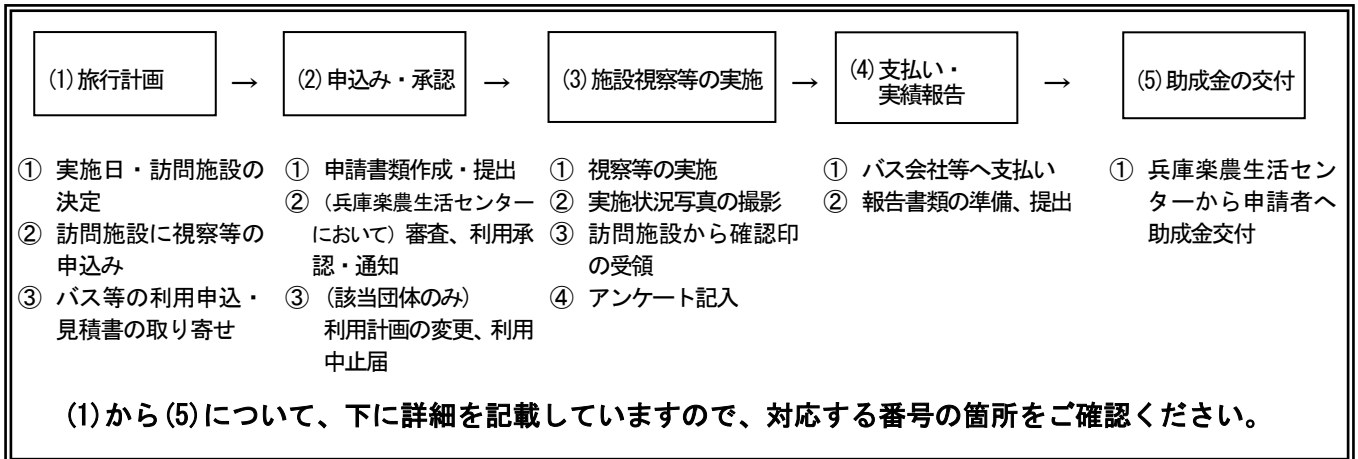 (1)旅行計画
→
(2)申込み・承認
→
(3)施設視察等の実施
→
(4)支払い・
実績報告
→
(5)助成金の交付
① 実施日・訪問施設の
決定
② 訪問施設に視察等の
申込み
③ バス等の利用申込・
見積書の取り寄せ
① 申請書類作成・提出
② (兵庫楽農生活センター
において)審査、利用承
認・通知
③ (該当団体のみ)
利用計画の変更、利用
中止届
① 視察等の実施
② 実施状況写真の撮影
③ 訪問施設から確認印
の受領
④ アンケート記入
① バス会社等へ支払い
② 報告書類の準備、提出
① 兵庫楽農生活セン
ターから申請者へ
助成金交付
(1)から(5)について、下に詳細を記載していますので、対応する番号の箇所をご確認ください。